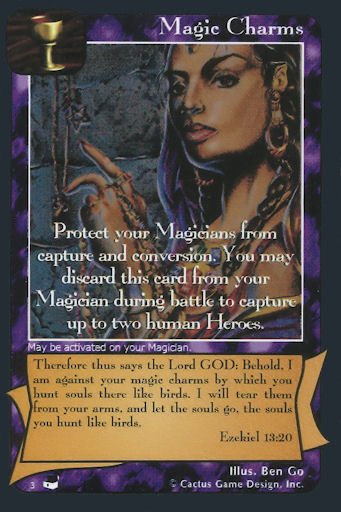 Magic Charms
Protect your Magicians from
capture and conversion. You may
discard this card from your
Magician during battle to capture
up to two human Heroes.
May be activated on your Magician.
Therefore thus says the Lord GOD: Behold, I
am against your magic charms by which you
hunt souls there like birds. I will tear them
from your arms, and let the souls go, the souls
you hunt like birds.
Ezekiel 13:20
Illus. Ben Go
3
© Cactus Game Design, Inc.